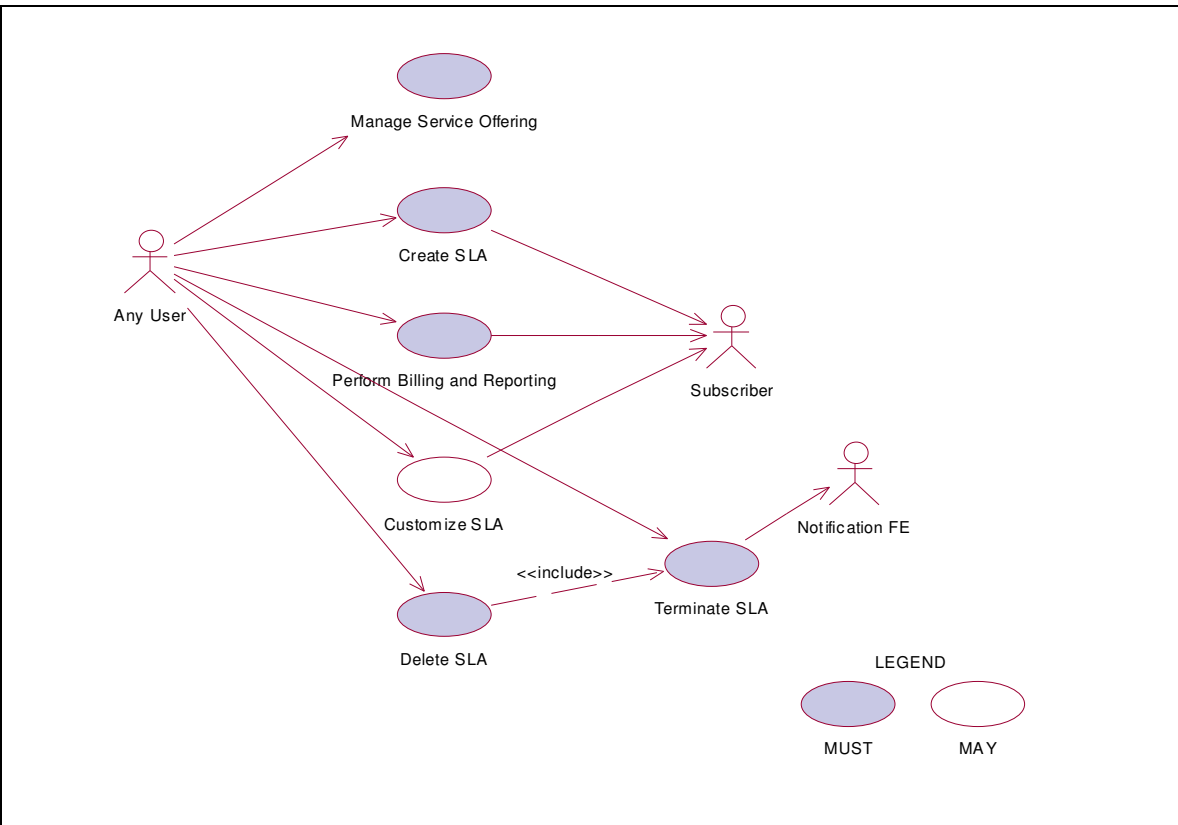 Manage Service Offering
Create SLA
Any User
Perform Billing and Reporting
Subscriber
Customize SLA
Notification FE
<<include>>
Terminate SLA
Delete SLA
LEGEND
MUST
MAY